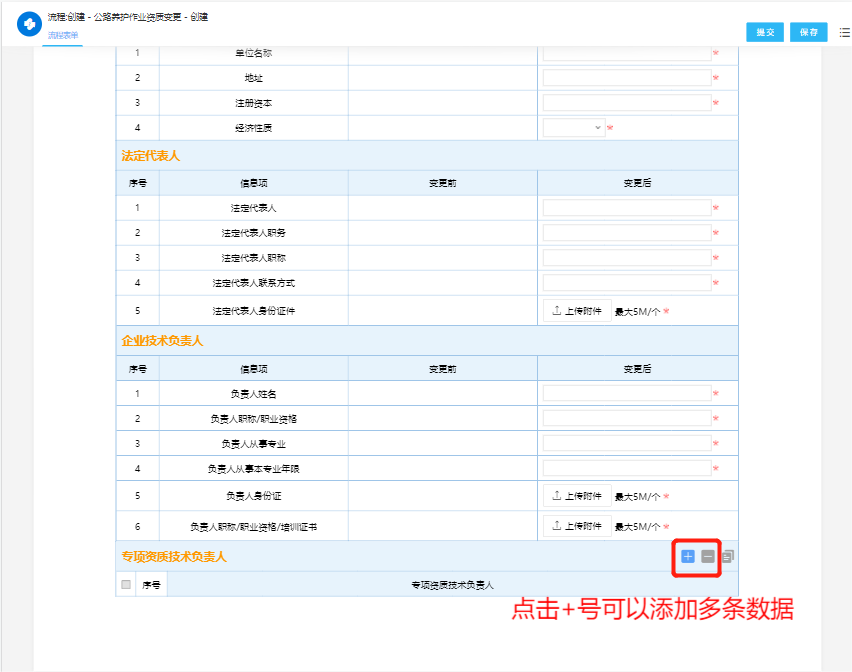 流程:创建 - 公路养护作业资质变更 - 创建
流程表单
提交 保存
1 单位名称 *
2 地址 *
3 注册资本 *
4 经济性质 *
法定代表人
序号 信息项 变更前 变更后
1 法定代表人 *
2 法定代表人职务 *
3 法定代表人职称 *
4 法定代表人联系方式 *
5 法定代表人身份证件 上传附件 最大5M/个 *
企业技术负责人
序号 信息项 变更前 变更后
1 负责人姓名 *
2 负责人职称/职业资格 *
3 负责人从事专业 *
4 负责人从事本专业年限 *
5 负责人身份证 上传附件 最大5M/个 *
6 负责人职称/职业资格/培训证书 上传附件 最大5M/个 *
专项资质技术负责人
序号 专项资质技术负责人
点击+号可以添加多条数据